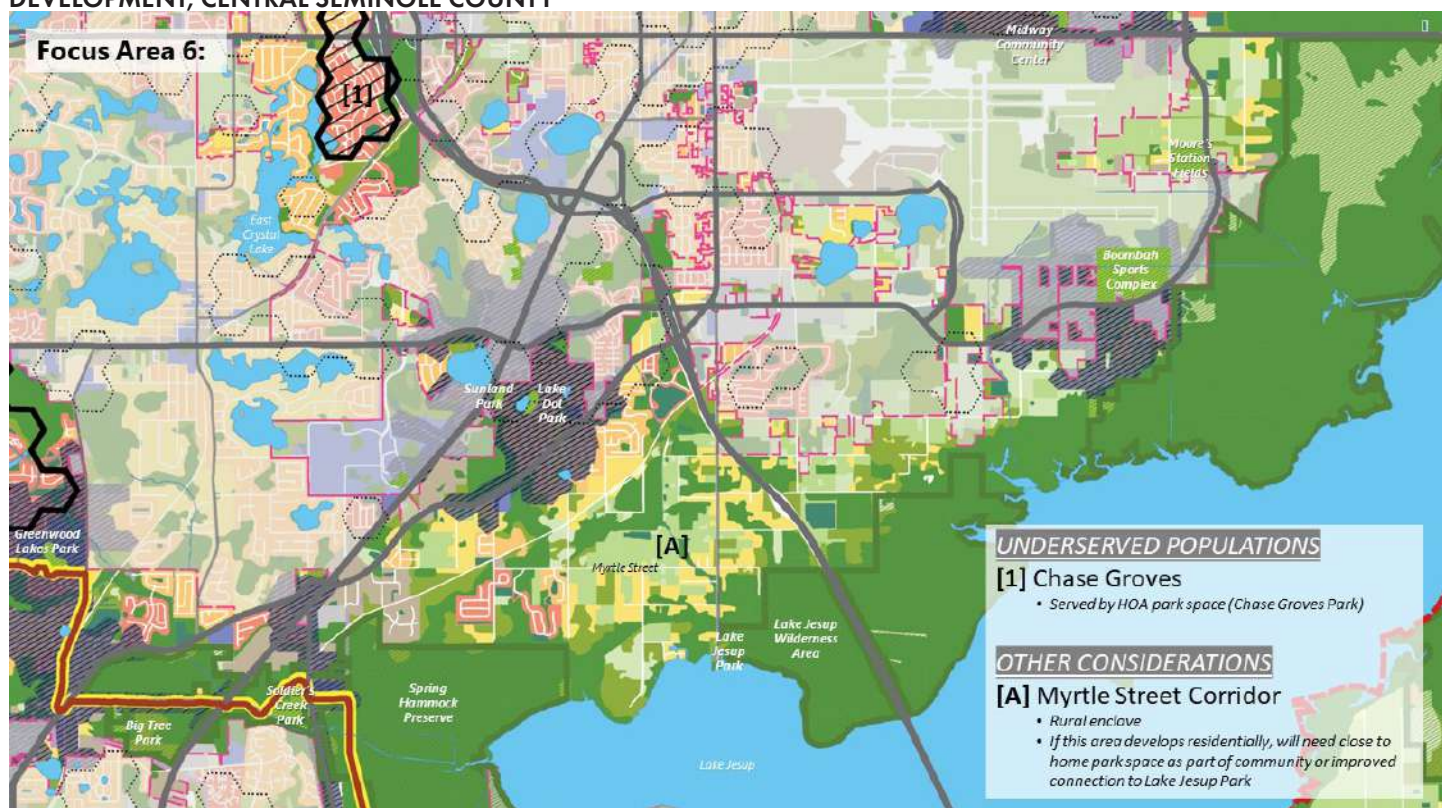 DEVELOPMENT, CENTRAL SEMINOLE COUNTY
Focus Area 6:
[1]
Midway
Community
Center
Moore's
Station
Fields
East
Crystal
Lake
Boombah
Sports
Complex
Sunland
Park
Lake
Dot
Park
Greenwood
Lakes Park
[A]
Myrtle Street
Lake
Jesup
Park
Lake Jesup
Wilderness
Area
Soldier's
Creek
Park
Spring
Hammock
Preserve
Big Tree
Park
Lake Jesup
UNDERSERVED POPULATIONS
[1] Chase Groves
• Served by HOA park space (Chase Groves Park)
OTHER CONSIDERATIONS
[A] Myrtle Street Corridor
• Rural enclave
• If this area develops residentially, will need close to
home park space as part of community or improved
connection to Lake Jesup Park